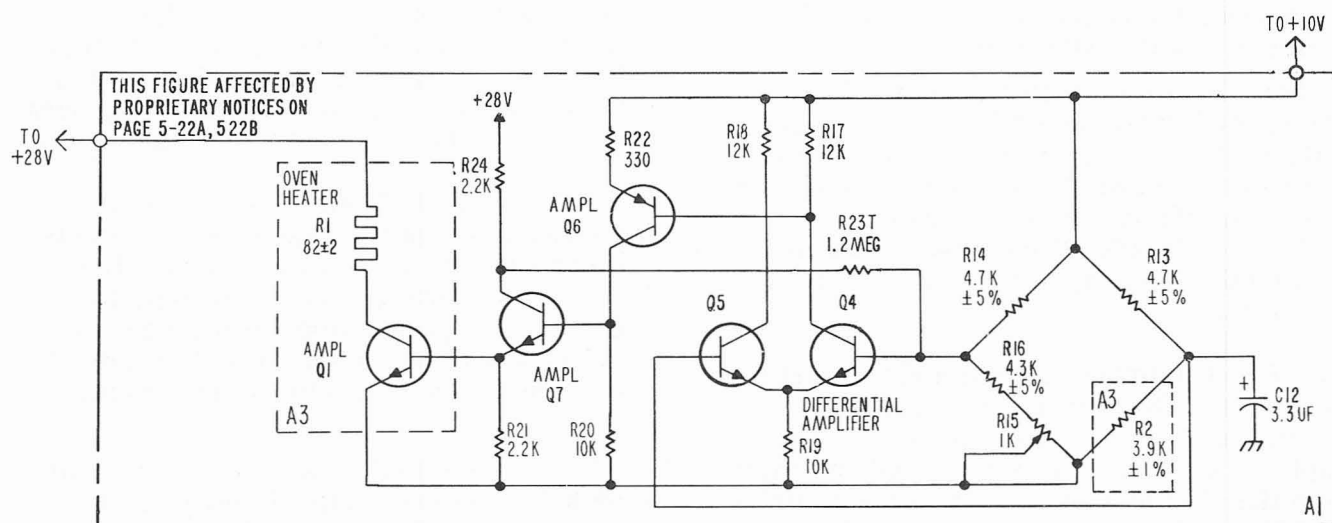 TO +10V
THIS FIGURE AFFECTED BY
PROPRIETARY NOTICES ON
PAGE 5-22A, 522B
TO
+28V
+28V
R24
2.2K
R22
330
R18
12K
R17
12K
OVEN
HEATER
R1
82±2
AMPL
Q6
R23T
1.2MEG
R14
4.7K
±5%
R13
4.7K
±5%
Q5
Q4
AMPL
Q1
A3
AMPL
Q7
R16
4.3K
±5%
DIFFERENTIAL
AMPLIFIER
R15
1K
A3
R2
3.9K
±1%
+
C12
3.3UF
R21
2.2K
R20
10K
R19
10K
A1